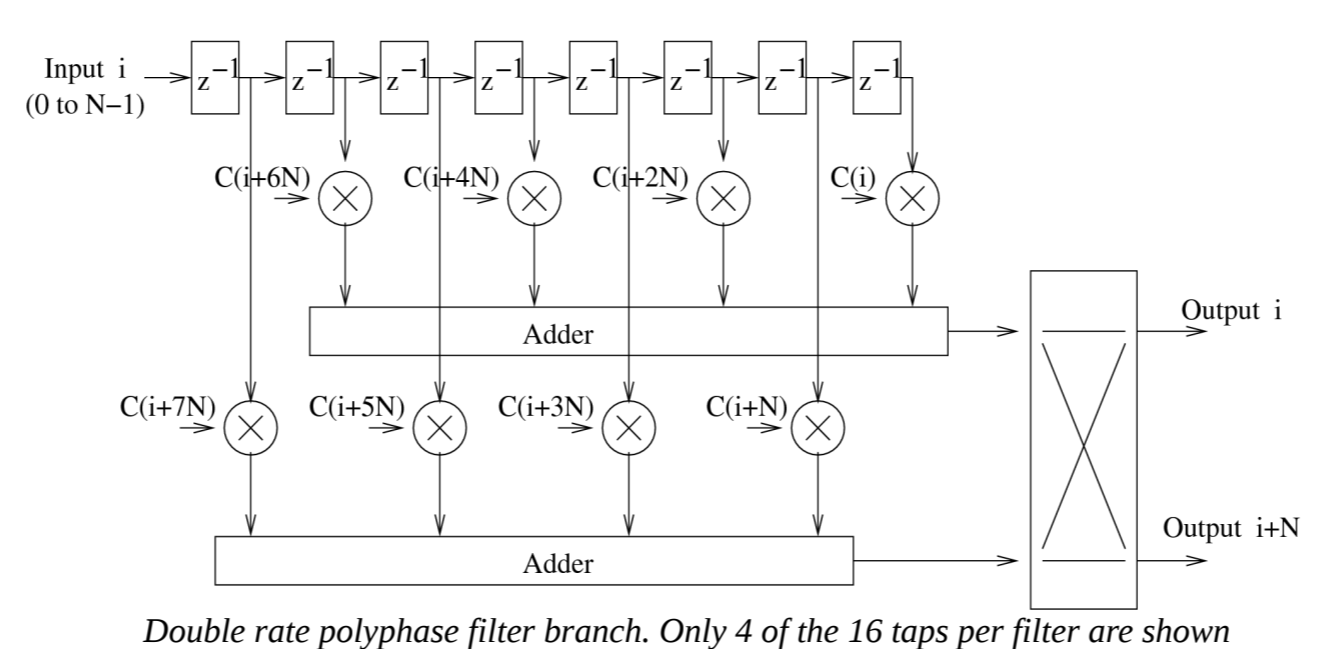 Input i
(0 to N−1)
z−1 z−1 z−1 z−1 z−1 z−1 z−1 z−1
C(i+6N) C(i+4N) C(i+2N) C(i)
Adder
Output i
C(i+7N) C(i+5N) C(i+3N) C(i+N)
Output i+N
Adder
Double rate polyphase filter branch. Only 4 of the 16 taps per filter are shown